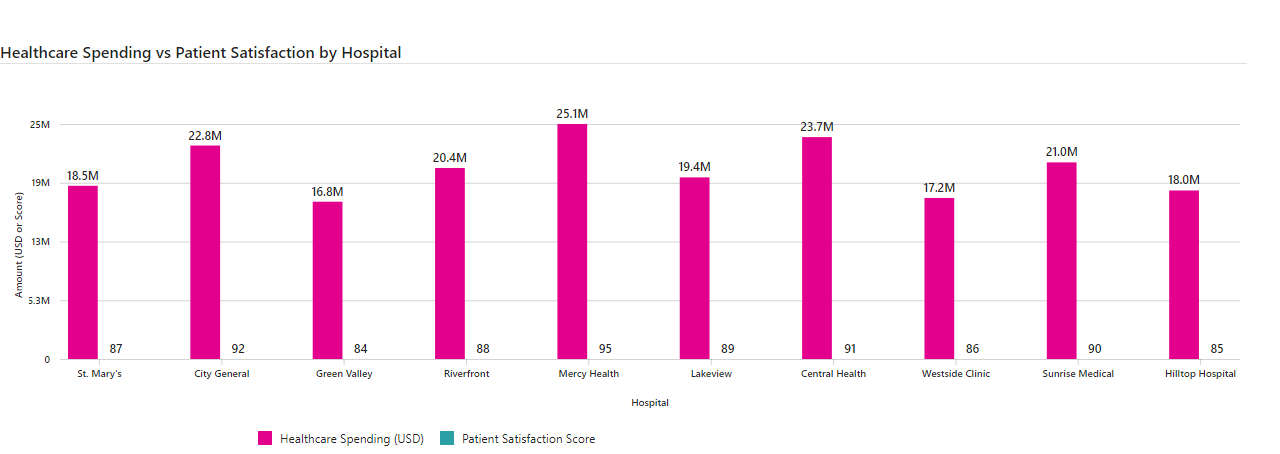 Healthcare Spending vs Patient Satisfaction by Hospital
25.1M
25M
23.7M
22.8M
20.4M
21.0M
19.4M
18.5M
18.0M
19M
16.8M
17.2M
13M
Amount (USD or Score)
6.3M
87
92
84
88
95
89
91
86
90
85
0
St. Mary's
City General
Green Valley
Riverfront
Mercy Health
Lakeview
Central Health
Westside Clinic
Sunrise Medical
Hilltop Hospital
Hospital
Healthcare Spending (USD)
Patient Satisfaction Score